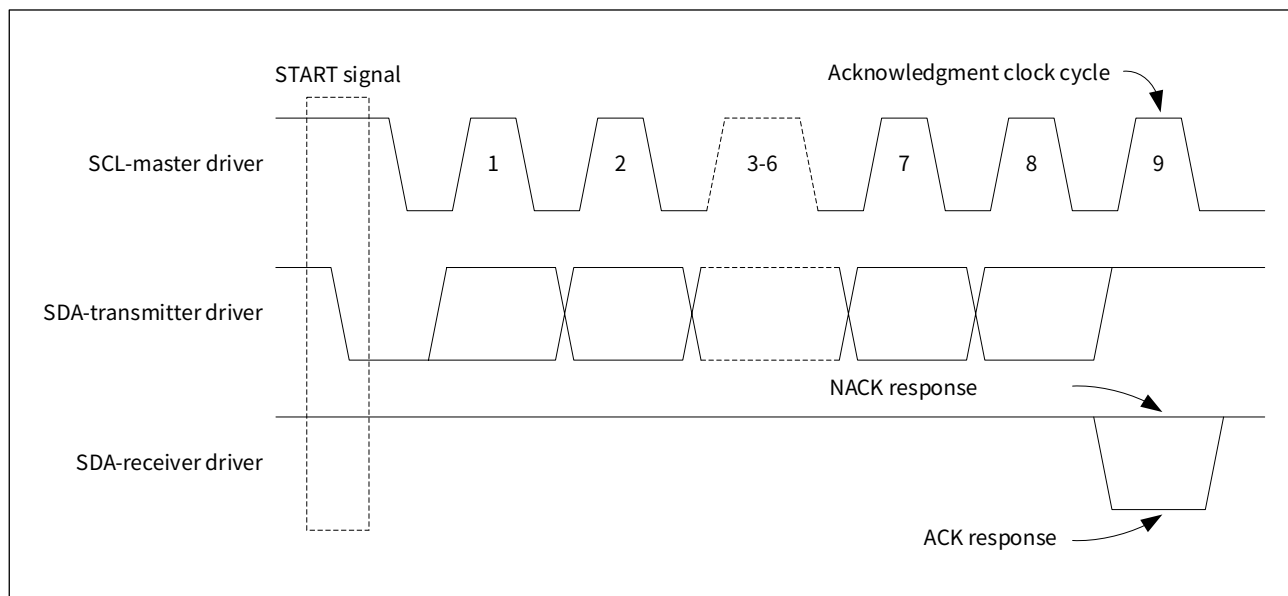 START signal
Acknowledgment clock cycle
SCL-master driver
1
2
3-6
7
8
9
SDA-transmitter driver
NACK response
SDA-receiver driver
ACK response